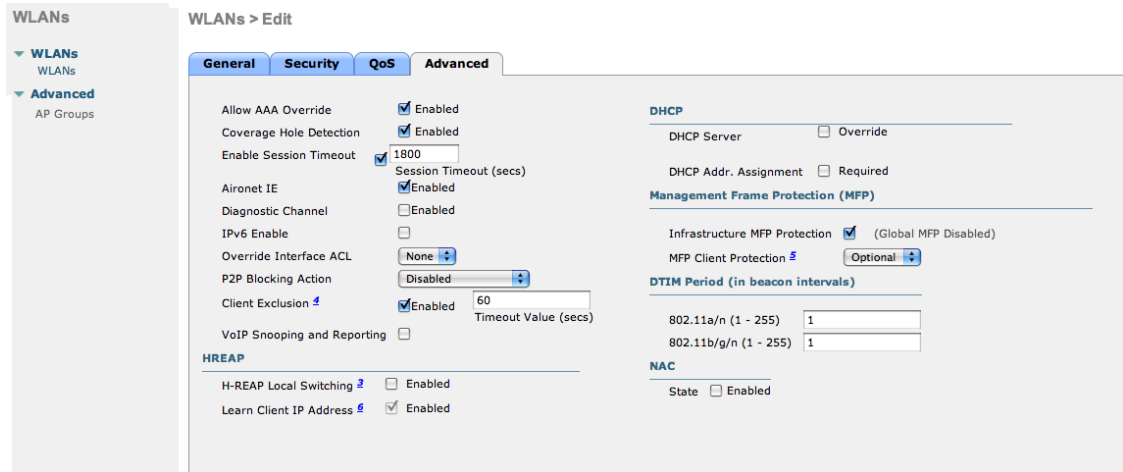 WLANs
WLANs
WLANs
Advanced
AP Groups
WLANs > Edit
General Security QoS Advanced
Allow AAA Override Enabled
Coverage Hole Detection Enabled
Enable Session Timeout 1800
Session Timeout (secs)
Aironet IE Enabled
Diagnostic Channel Enabled
IPv6 Enable
Override Interface ACL None
P2P Blocking Action Disabled
Client Exclusion 4 Enabled 60
Timeout Value (secs)
VoIP Snooping and Reporting
HREAP
H-REAP Local Switching 3 Enabled
Learn Client IP Address 6 Enabled
DHCP
DHCP Server Override
DHCP Addr. Assignment Required
Management Frame Protection (MFP)
Infrastructure MFP Protection (Global MFP Disabled)
MFP Client Protection 5 Optional
DTIM Period (in beacon intervals)
802.11a/n (1 - 255) 1
802.11b/g/n (1 - 255) 1
NAC
State Enabled